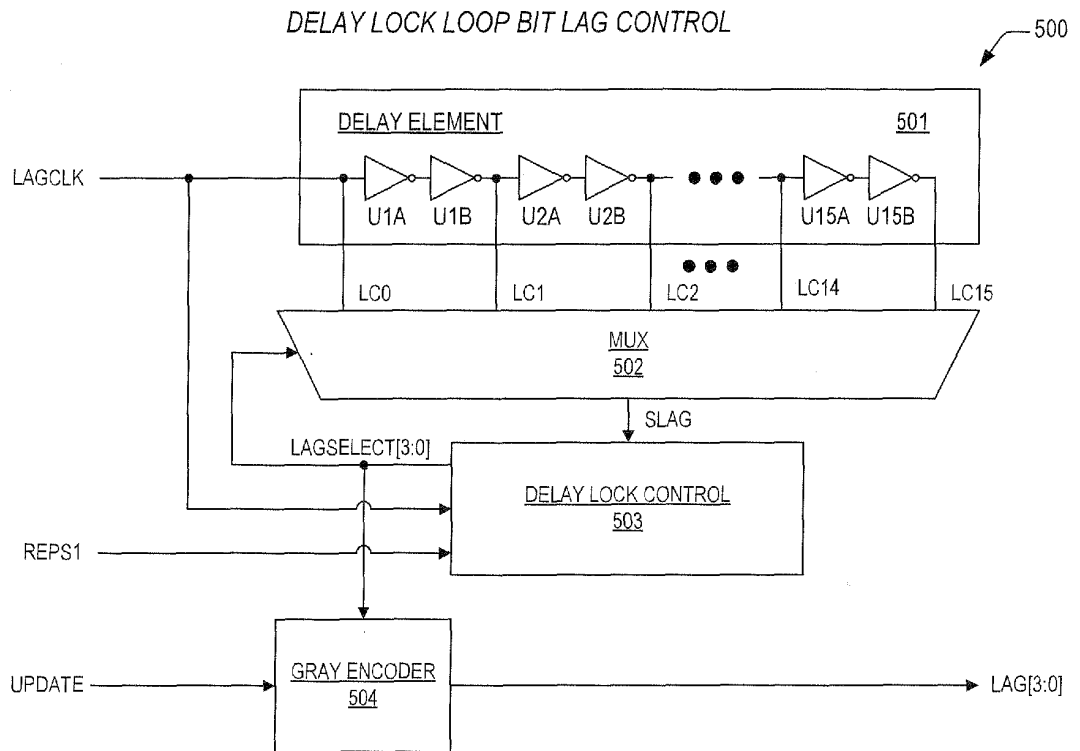 DELAY LOCK LOOP BIT LAG CONTROL
500
DELAY ELEMENT
501
LAGCLK
U1A U1B U2A U2B U15A U15B
LC0 LC1 LC2 LC14 LC15
MUX
502
SLAG
LAGSELECT[3:0]
DELAY LOCK CONTROL
503
REPS1
GRAY ENCODER
504
UPDATE
LAG[3:0]